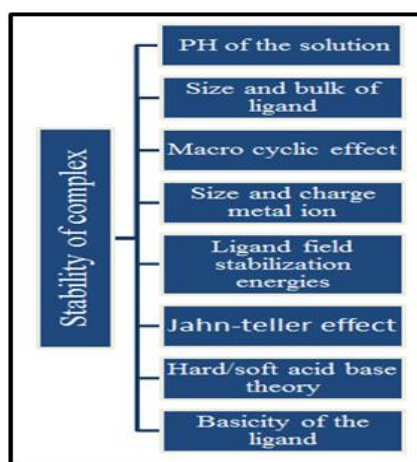 Stability of complex
PH of the solution
Size and bulk of
ligand
Macro cyclic effect
Size and charge
metal ion
Ligand field
stabilization
energies
Jahn-teller effect
Hard/soft acid base
theory
Basicity of the
ligand